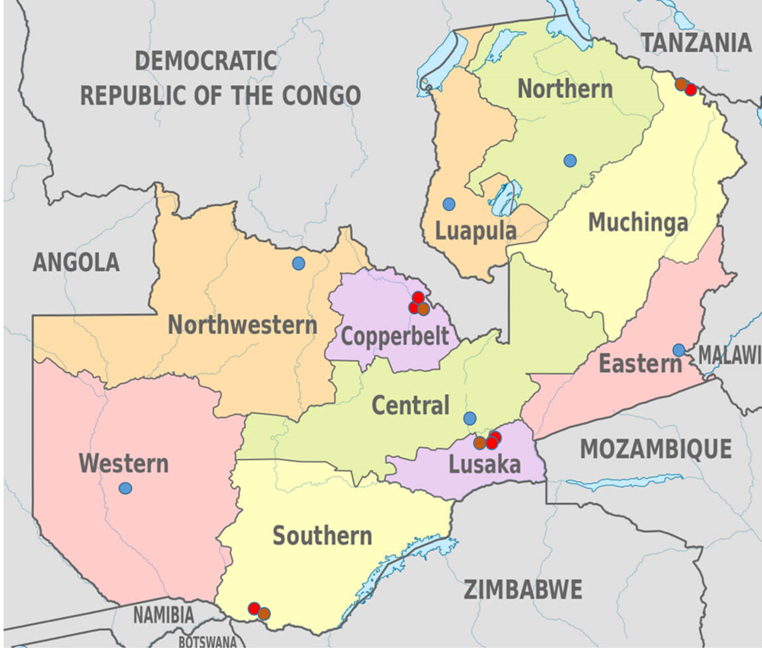 TANZANIA
DEMOCRATIC
REPUBLIC OF THE CONGO
Northern
Muchinga
Luapula
ANGOLA
Northwestern
Copperbelt
Eastern
MALAWI
Central
MOZAMBIQUE
Western
Lusaka
Southern
ZIMBABWE
NAMIBIA
BOTSWANA